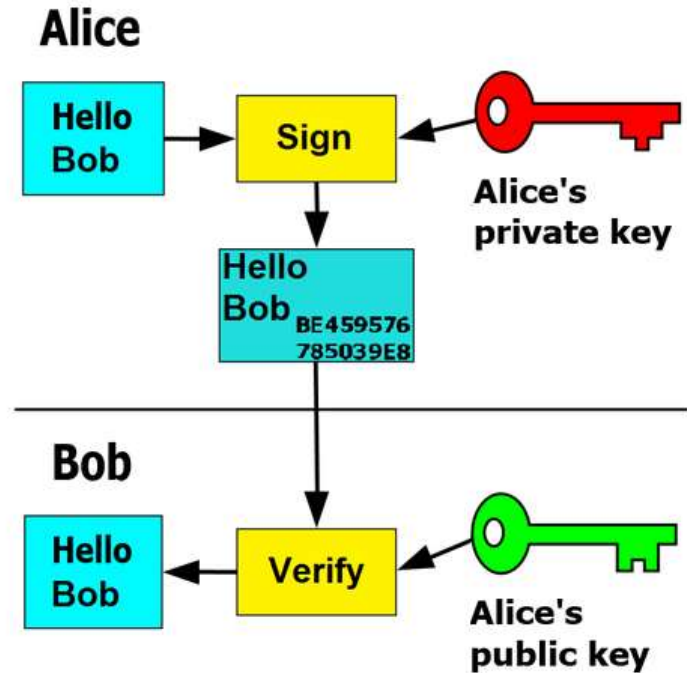 Alice
Hello
Bob
Sign
Alice's
private key
Hello
Bob
BE459576
785039E8
Bob
Hello
Bob
Verify
Alice's
public key